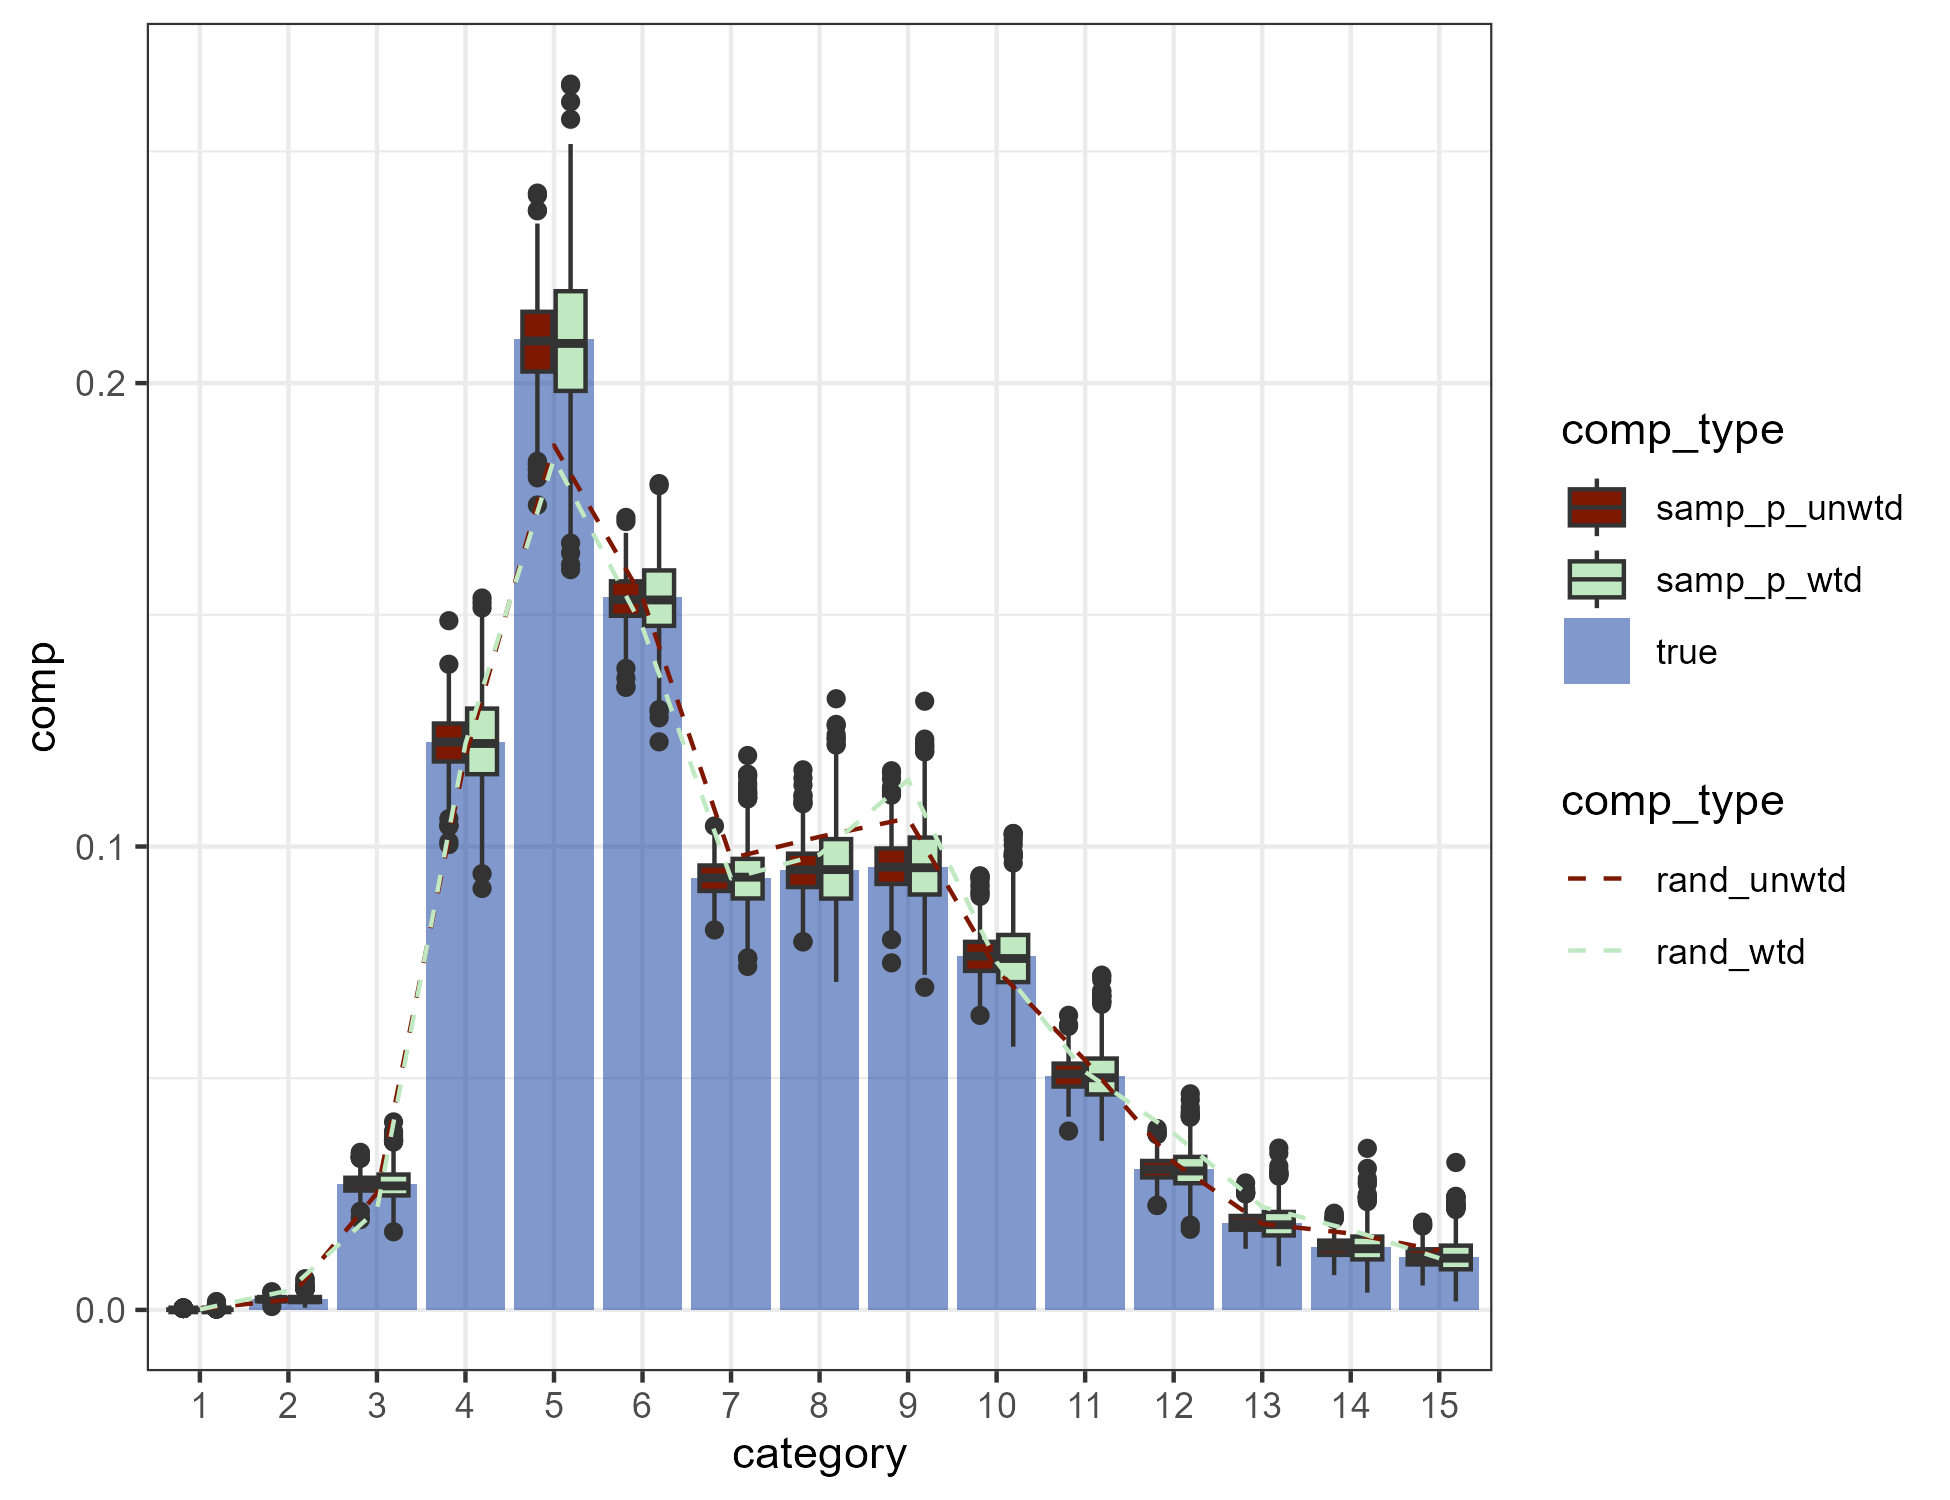 comp
0.2
0.1
0.0
1 2 3 4 5 6 7 8 9 10 11 12 13 14 15
category
comp_type
samp_p_unwtd
samp_p_wtd
true
comp_type
rand_unwtd
rand_wtd